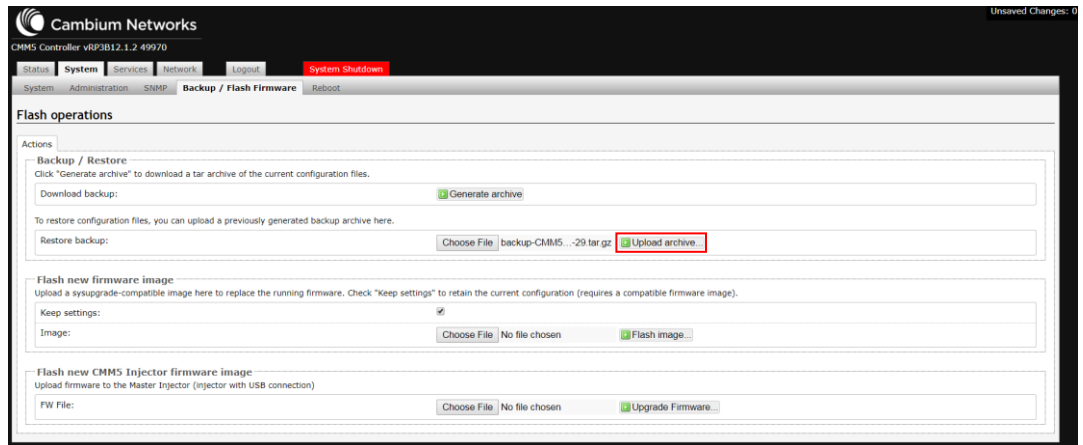 Unsaved Changes: 0
Cambium Networks
CMM5 Controller vRP3B12.1.2 49970
Status System Services Network Logout System Shutdown
System Administration SNMP Backup / Flash Firmware Reboot
Flash operations
Actions
Backup / Restore
Click "Generate archive" to download a tar archive of the current configuration files.
Download backup: Generate archive
To restore configuration files, you can upload a previously generated backup archive here.
Restore backup: Choose File backup-CMM5...-29.tar.gz Upload archive...
Flash new firmware image
Upload a sysupgrade-compatible image here to replace the running firmware. Check "Keep settings" to retain the current configuration (requires a compatible firmware image).
Keep settings:
Image: Choose File No file chosen Flash image...
Flash new CMM5 Injector firmware image
Upload firmware to the Master Injector (injector with USB connection)
FW File: Choose File No file chosen Upgrade Firmware...